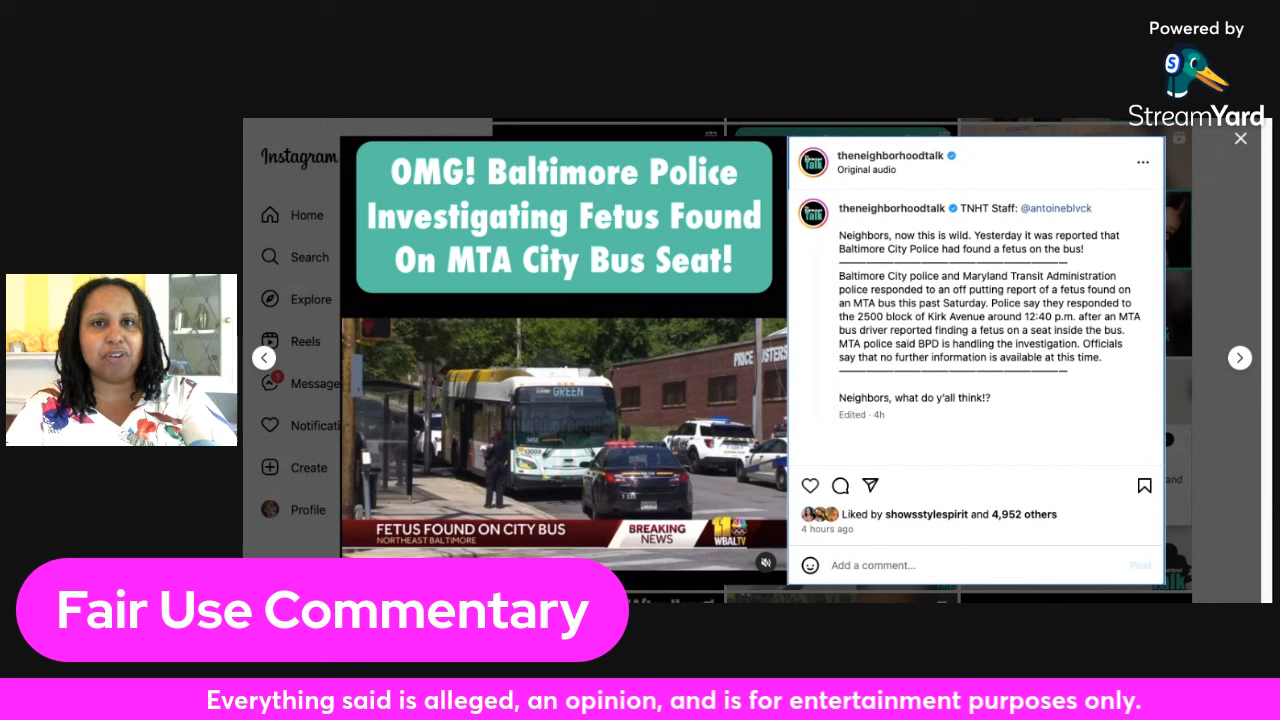 Powered by
S
StreamYard
Instagram
Home
Search
Explore
Reels
1
Message
Notificati
Create
Profile
OMG! Baltimore Police
Investigating Fetus Found
On MTA City Bus Seat!
GREEN
PRICE
FETUS FOUND ON CITY BUS
NORTHEAST BALTIMORE
BREAKING
NEWS
11
WBALTV
theneighborhoodtalk
Original audio
theneighborhoodtalk TNHT Staff: @antoineblvck
Neighbors, now this is wild. Yesterday it was reported that
Baltimore City Police had found a fetus on the bus!
Baltimore City police and Maryland Transit Administration
police responded to an off putting report of a fetus found on
an MTA bus this past Saturday. Police say they responded to
the 2500 block of Kirk Avenue around 12:40 p.m. after an MTA
bus driver reported finding a fetus on a seat inside the bus.
MTA police said BPD is handling the investigation. Officials
say that no further information is available at this time.
Neighbors, what do y'all think!?
Edited · 4h
Liked by showsstylespirit and 4,952 others
4 hours ago
Add a comment...
Post
Fair Use Commentary
Everything said is alleged, an opinion, and is for entertainment purposes only.